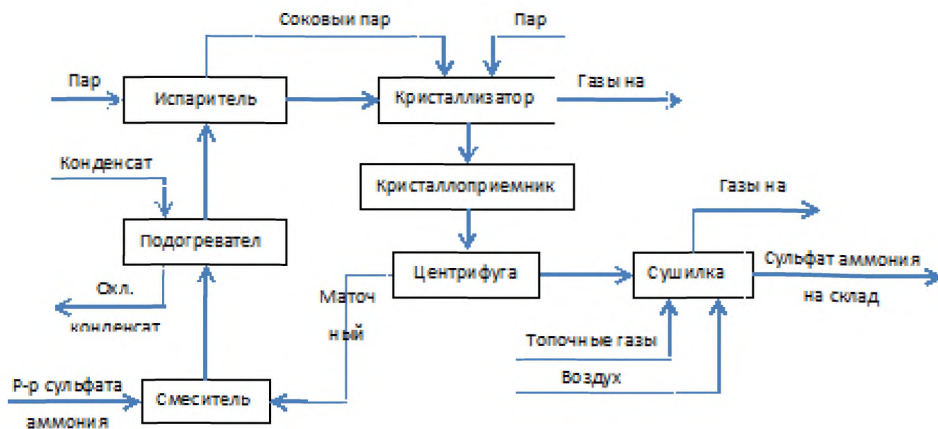 Соковый пар
Пар
Пар
Испаритель
Кристаллизатор
Газы на
Конденсат
Кристаллоприемник
Газы на
Подогревател
Центрифуга
Сушилка
Сульфат аммония
на склад
Охл.
конденсат
Маточ
ный
Топочные газы
Воздух
Р-р сульфата
аммония
Смеситель